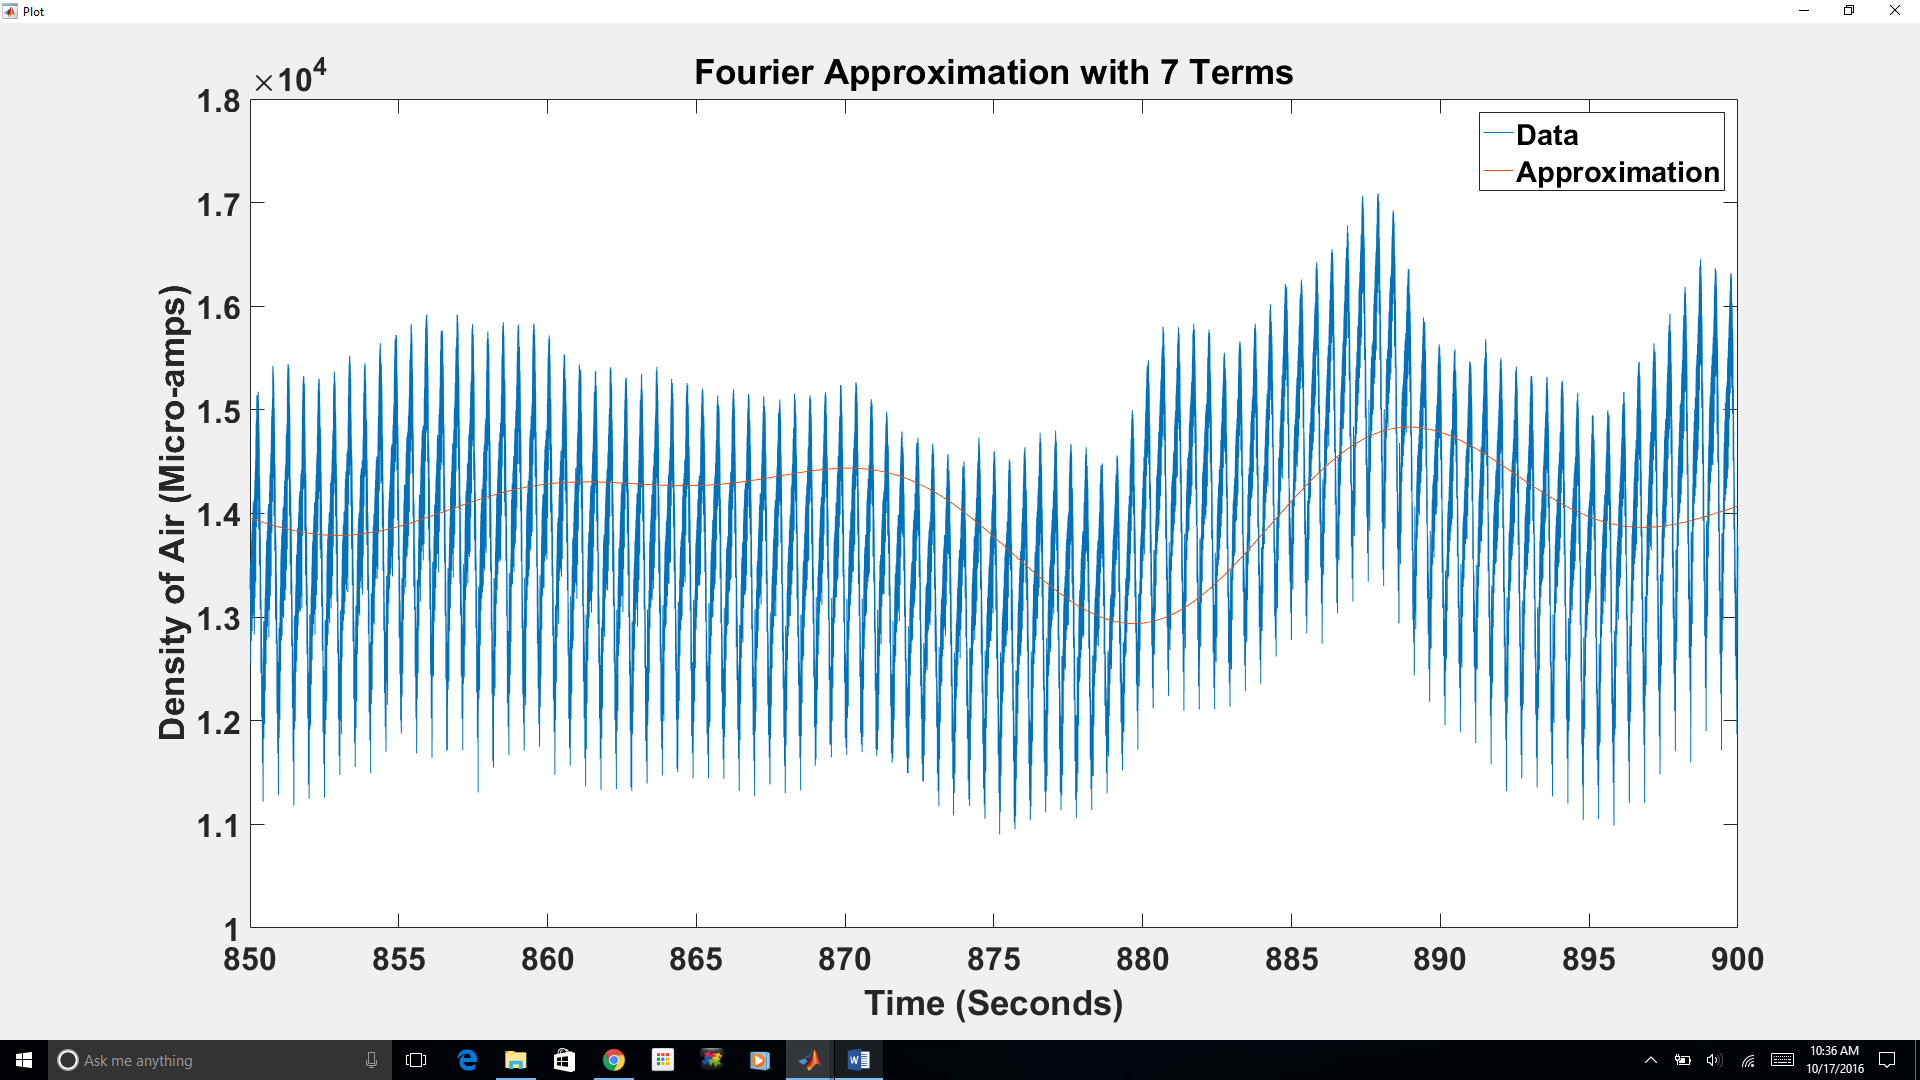 Plot
Fourier Approximation with 7 Terms
×10^4
1.8
1.7
1.6
1.5
1.4
1.3
1.2
1.1
1
Density of Air (Micro-amps)
Data
Approximation
850 855 860 865 870 875 880 885 890 895 900
Time (Seconds)
Ask me anything
10:36 AM
10/17/2016